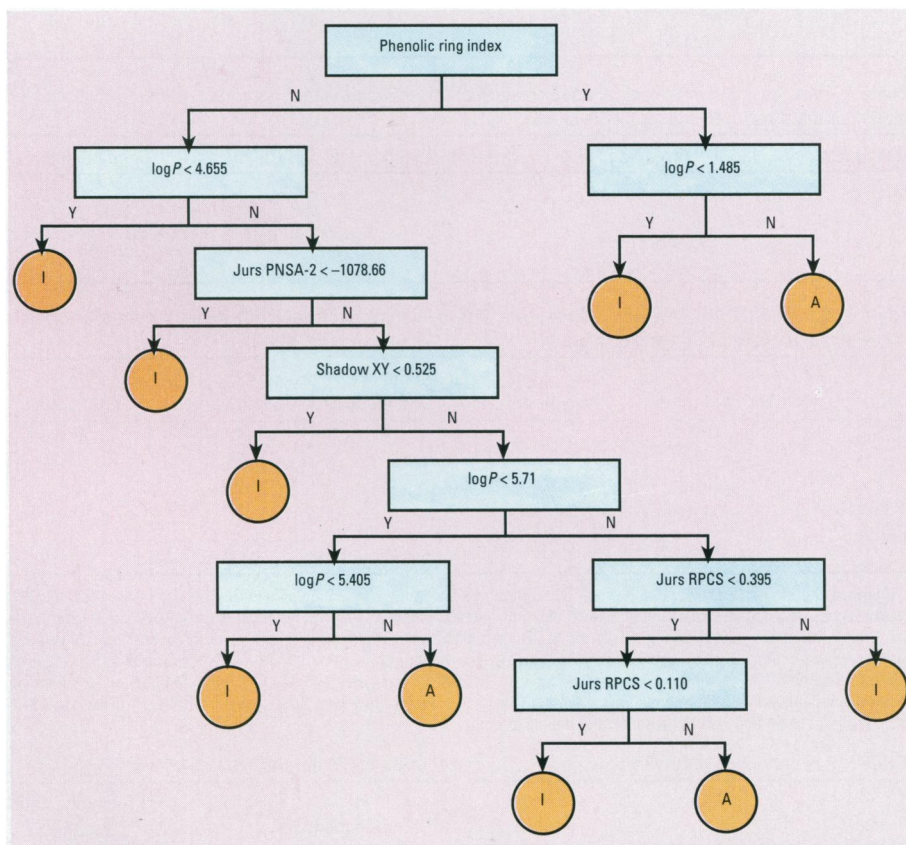 Phenolic ring index
N Y
logP < 4.655 logP < 1.485
Y N Y N
I Jurs PNSA-2 < −1078.66 I A
Y N
I Shadow XY < 0.525
Y N
I logP < 5.71
Y N
logP < 5.405 Jurs RPCS < 0.395
Y N Y N
I A Jurs RPCS < 0.110 I
Y N
I A